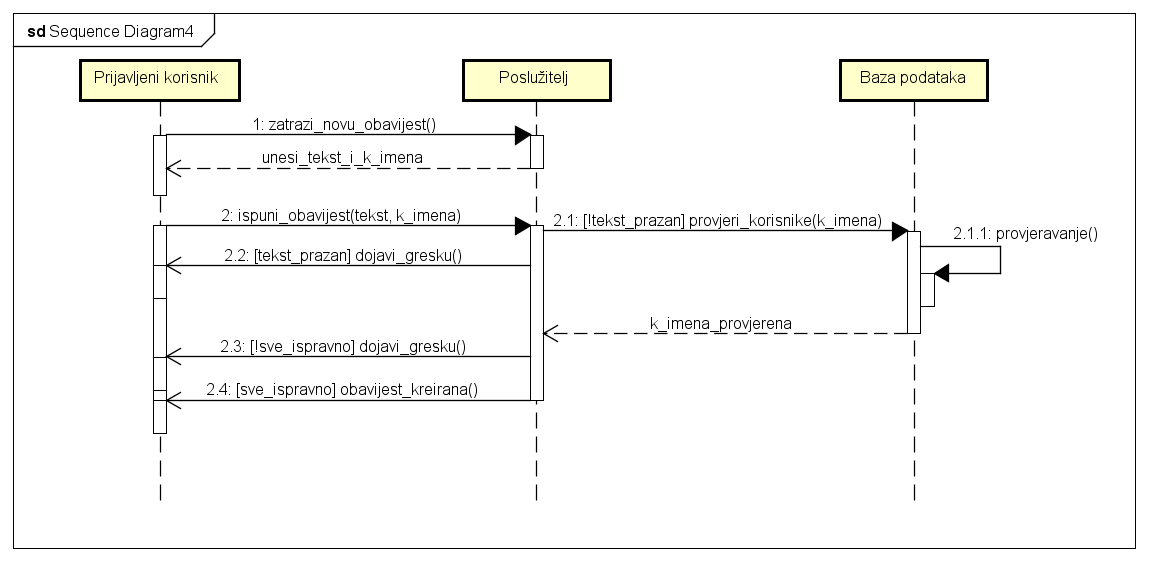 sd Sequence Diagram4
Prijavljeni korisnik
Poslužitelj
Baza podataka
1: zatrazi_novu_obavijest()
unesi_tekst_i_k_imena
2: ispuni_obavijest(tekst, k_imena)
2.1: [!tekst_prazan] provjeri_korisnike(k_imena)
2.1.1: provjeravanje()
2.2: [tekst_prazan] dojavi_gresku()
k_imena_provjerena
2.3: [!sve_ispravno] dojavi_gresku()
2.4: [sve_ispravno] obavijest_kreirana()